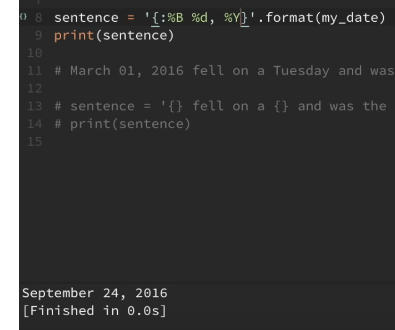 8 sentence = '{:%B %d, %Y}'.format(my_date)
9 print(sentence)
10
11 # March 01, 2016 fell on a Tuesday and was
12
13 # sentence = '{} fell on a {} and was the
14 # print(sentence)
15
September 24, 2016
[Finished in 0.0s]